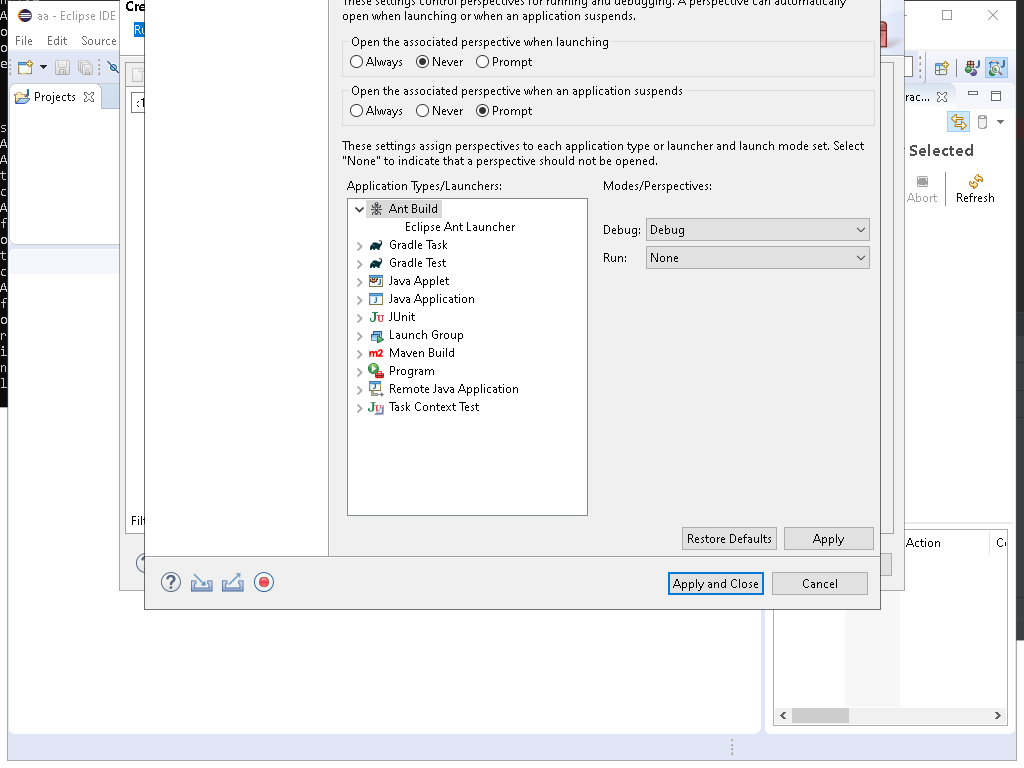 aa - Eclipse IDE
File Edit Source
Projects
Cre
Ru
These settings control perspectives for running and debugging. A perspective can automatically
open when launching or when an application suspends.
Open the associated perspective when launching
Always Never Prompt
Open the associated perspective when an application suspends
Always Never Prompt
These settings assign perspectives to each application type or launcher and launch mode set. Select
"None" to indicate that a perspective should not be opened.
Application Types/Launchers:
Modes/Perspectives:
Ant Build
Eclipse Ant Launcher
Gradle Task
Gradle Test
Java Applet
Java Application
JUnit
Launch Group
Maven Build
Program
Remote Java Application
Task Context Test
Debug: Debug
Run: None
Restore Defaults Apply
Apply and Close Cancel
Filt
rac...
Selected
Abort Refresh
Action